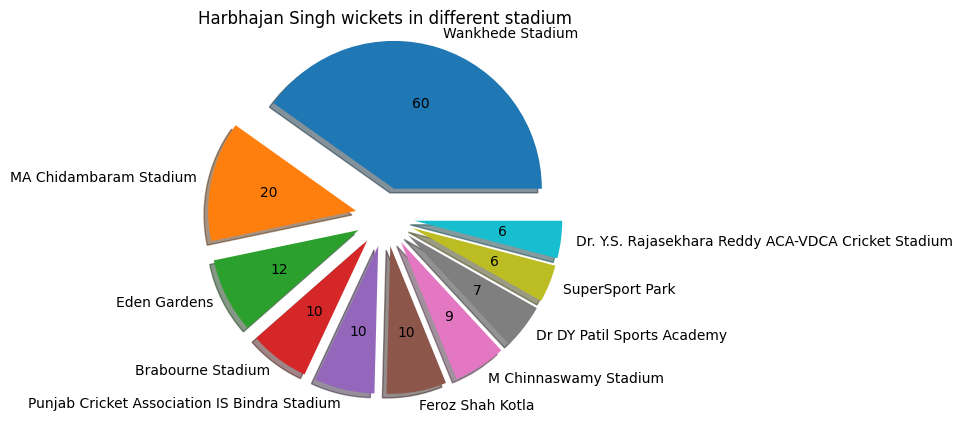 Harbhajan Singh wickets in different stadium
Wankhede Stadium
60
MA Chidambaram Stadium
20
Eden Gardens
12
Brabourne Stadium
10
Punjab Cricket Association IS Bindra Stadium
10
Feroz Shah Kotla
10
M Chinnaswamy Stadium
9
Dr DY Patil Sports Academy
7
SuperSport Park
6
Dr. Y.S. Rajasekhara Reddy ACA-VDCA Cricket Stadium
6